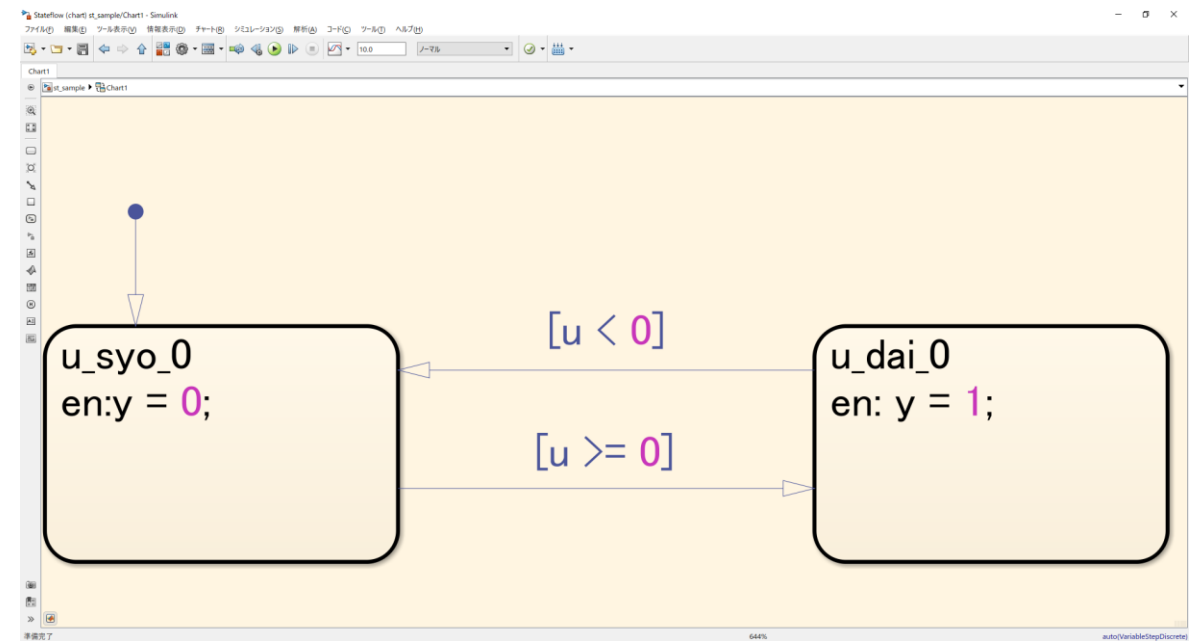 Stateflow (chart) st_sample/Chart1 - Simulink
ファイル(F) 編集(E) ツール表示(V) 情報表示(D) チャート(R) シミュレーション(S) 解析(A) コード(C) ツール(T) ヘルプ(H)
10.0 ノーマル
Chart1
st_sample Chart1
[u < 0]
u_syo_0
en:y = 0;
u_dai_0
en: y = 1;
[u >= 0]
準備完了 644% auto(VariableStepDiscrete)